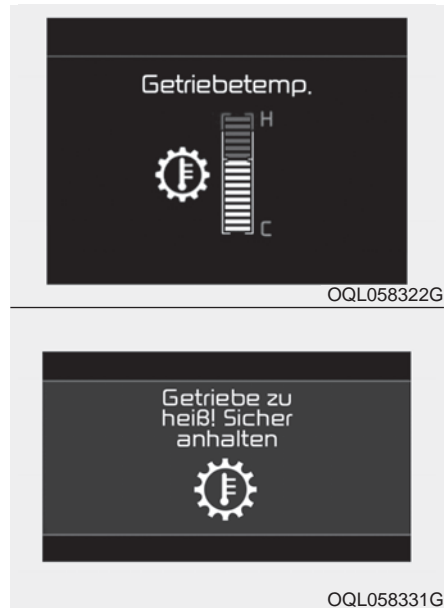 Getriebetemp.
H
C
OQL058322G
Getriebe zu
heiß! Sicher
anhalten
OQL058331G